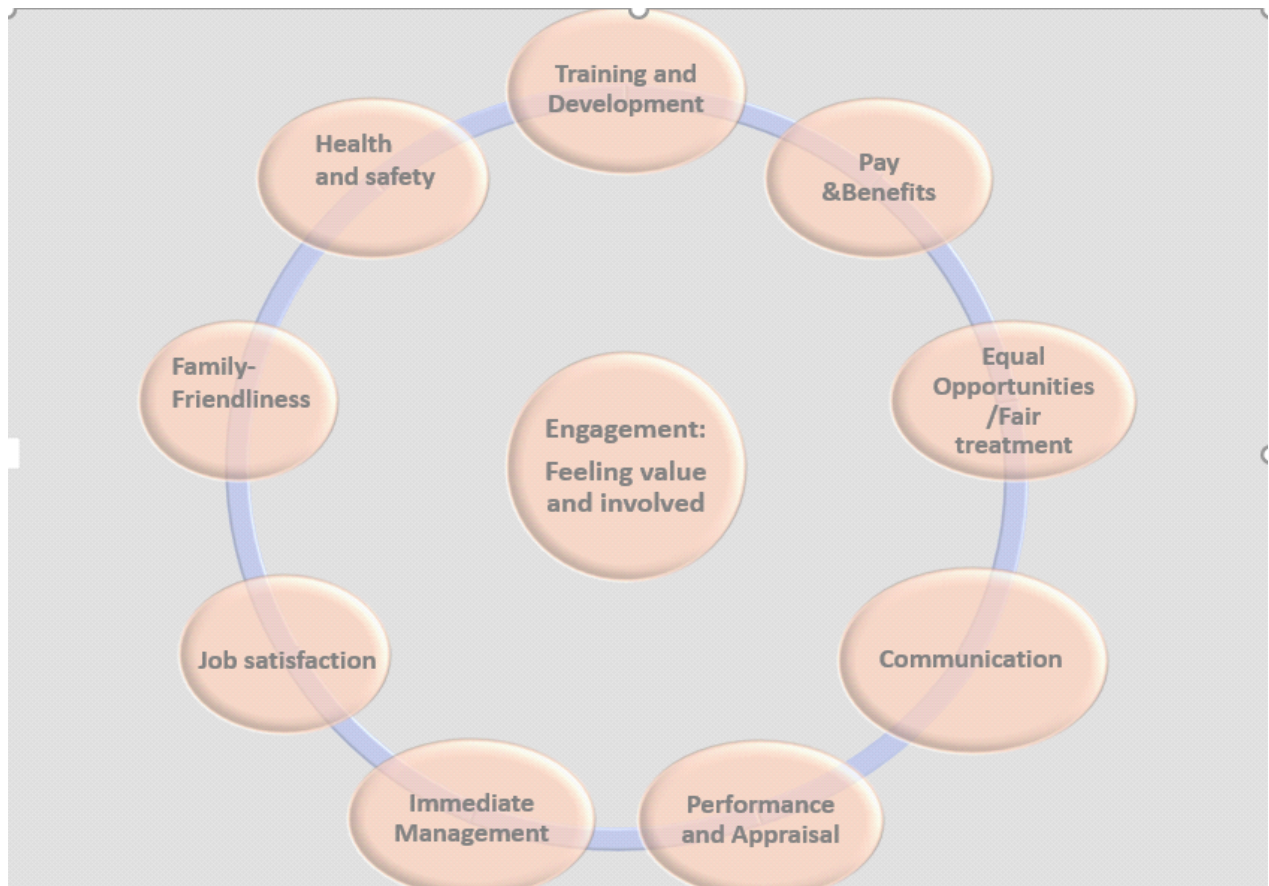 Training and
Development
Pay
&Benefits
Equal
Opportunities
/Fair
treatment
Communication
Performance
and Appraisal
Immediate
Management
Job satisfaction
Family-
Friendliness
Health
and safety
Engagement:
Feeling value
and involved